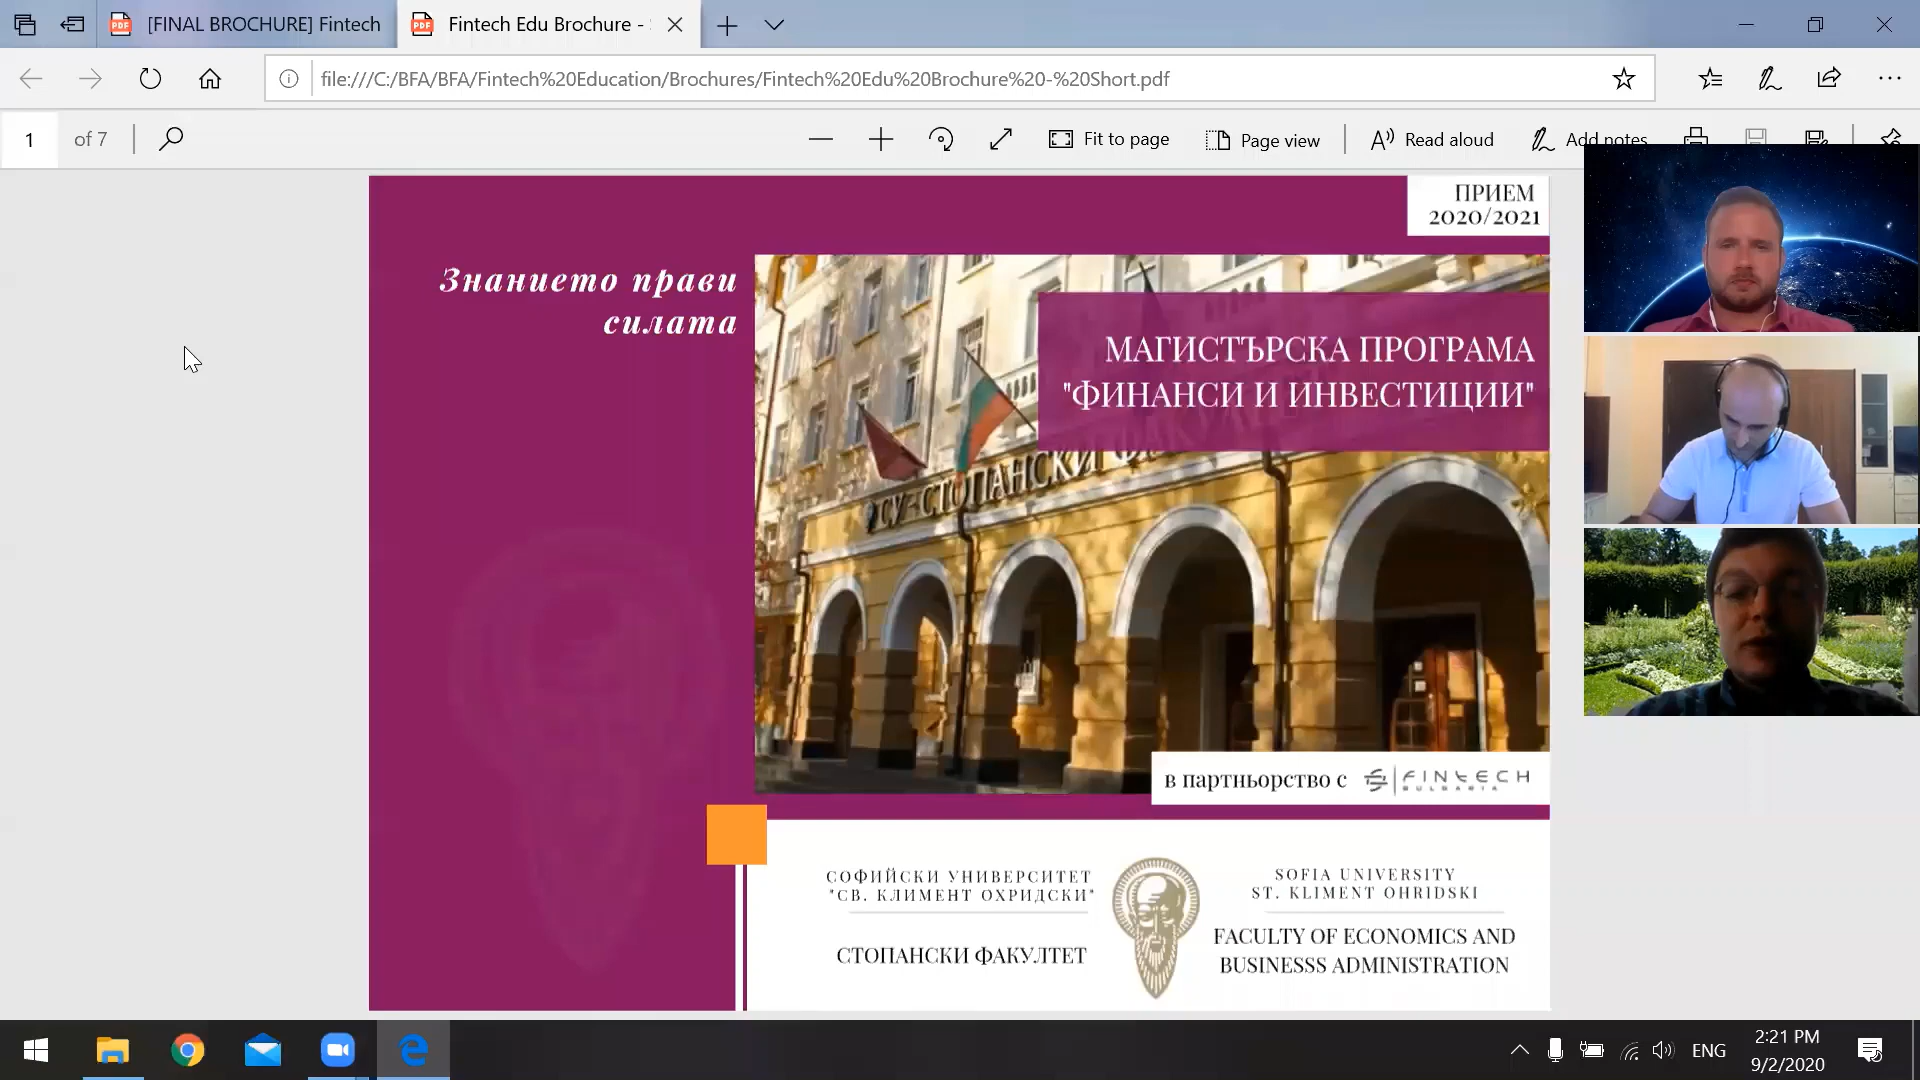 [FINAL BROCHURE] Fintech
Fintech Edu Brochure -
file:///C:/BFA/BFA/Fintech%20Education/Brochures/Fintech%20Edu%20Brochure%20-%20Short.pdf
1 of 7
Fit to page
Page view
Read aloud
Add notes
ПРИЕМ
2020/2021
Знанието прави
силата
МАГИСТЪРСКА ПРОГРАМА
"ФИНАНСИ И ИНВЕСТИЦИИ"
СУ-СТОПАНСКИ
в партньорство с FINTECH
BULGARIA
СОФИЙСКИ УНИВЕРСИТЕТ
"СВ. КЛИМЕНТ ОХРИДСКИ"
СТОПАНСКИ ФАКУЛТЕТ
SOFIA UNIVERSITY
ST. KLIMENT OHRIDSKI
FACULTY OF ECONOMICS AND
BUSINESSS ADMINISTRATION
ENG
2:21 PM
9/2/2020